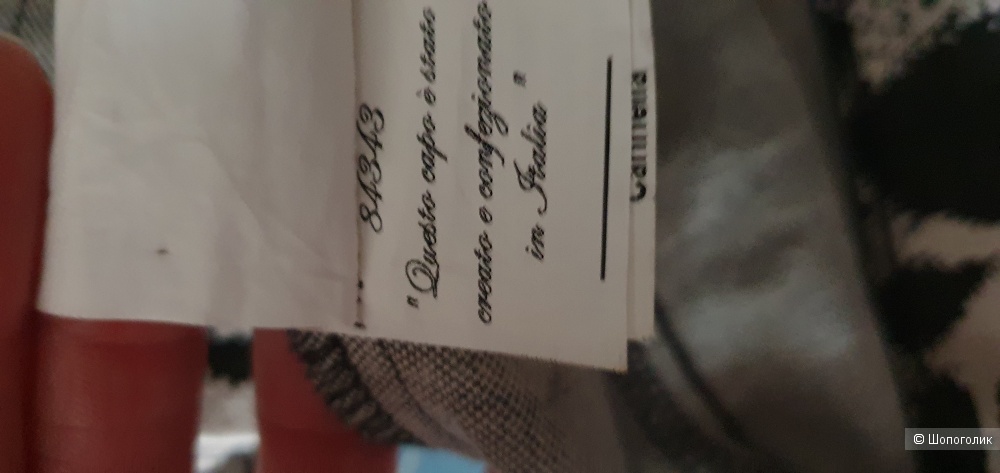 84343
"Questo capo è stato
creato e confezionato
in Italia"
© Шопоголик